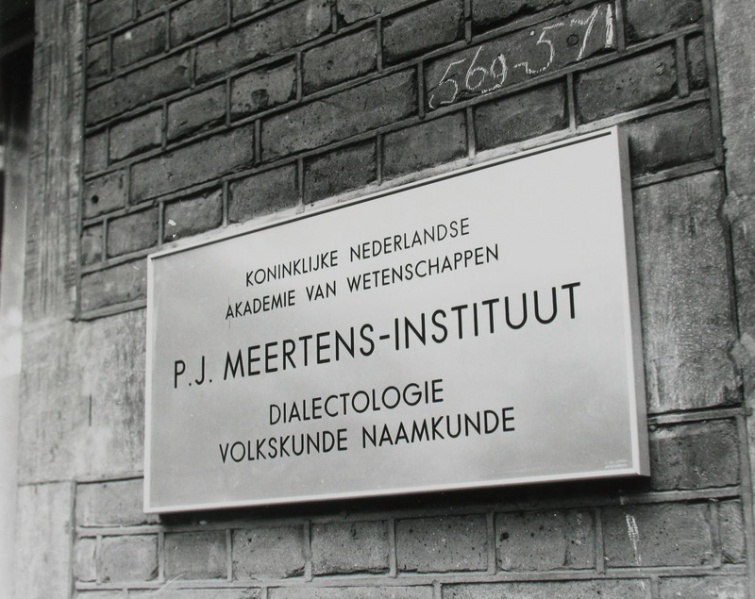 569-571
KONINKLIJKE NEDERLANDSE
AKADEMIE VAN WETENSCHAPPEN
P.J. MEERTENS-INSTITUUT
DIALECTOLOGIE
VOLKSKUNDE NAAMKUNDE